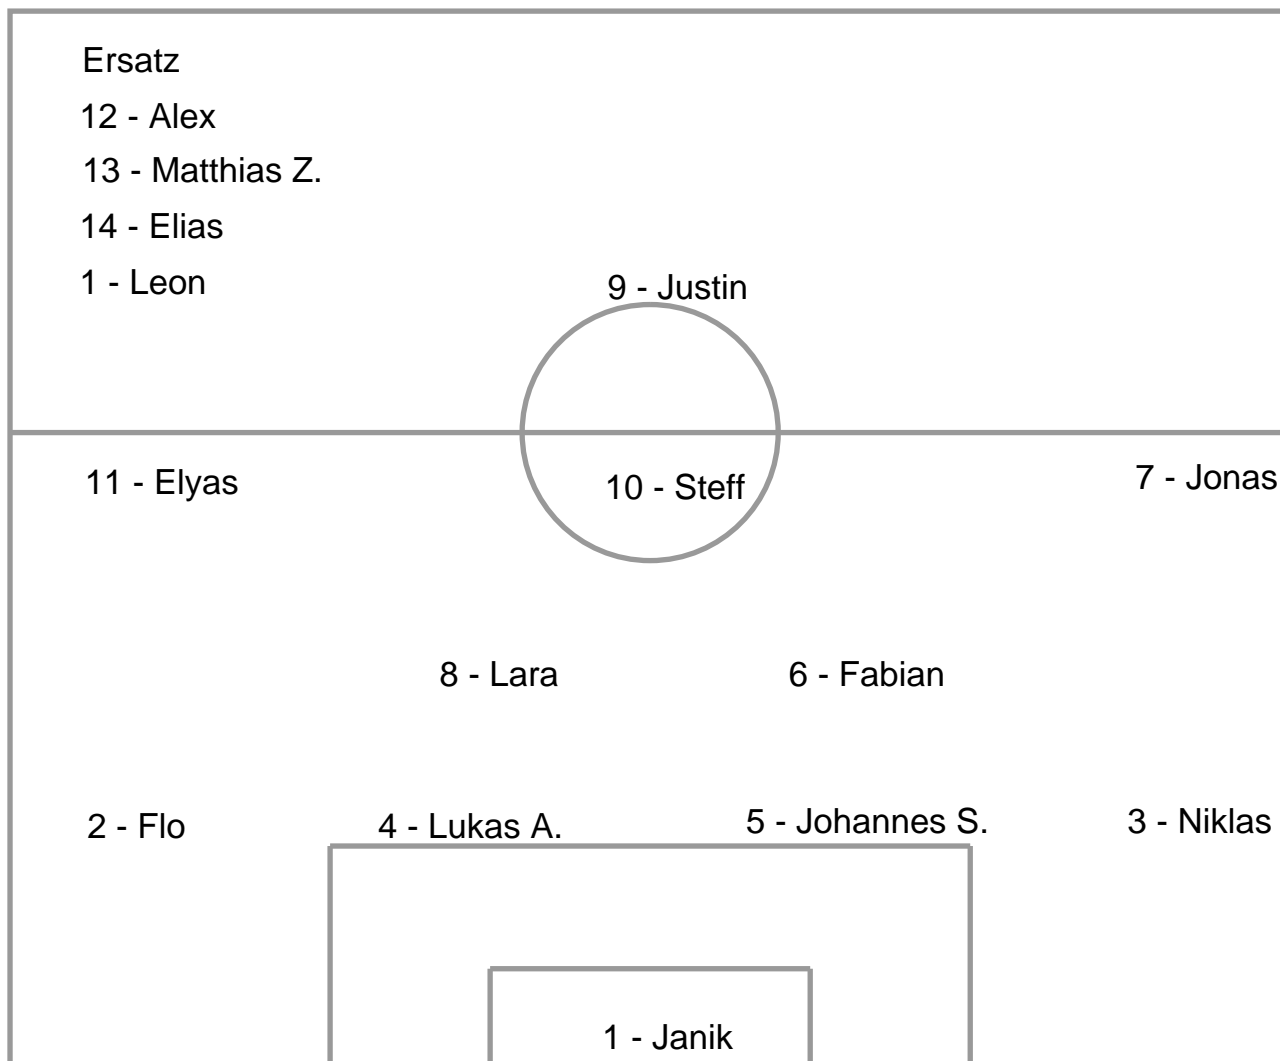 Ersatz
12 - Alex
13 - Matthias Z.
14 - Elias
1 - Leon
9 - Justin
11 - Elyas
10 - Steff
7 - Jonas
8 - Lara
6 - Fabian
2 - Flo
4 - Lukas A.
5 - Johannes S.
3 - Niklas
1 - Janik